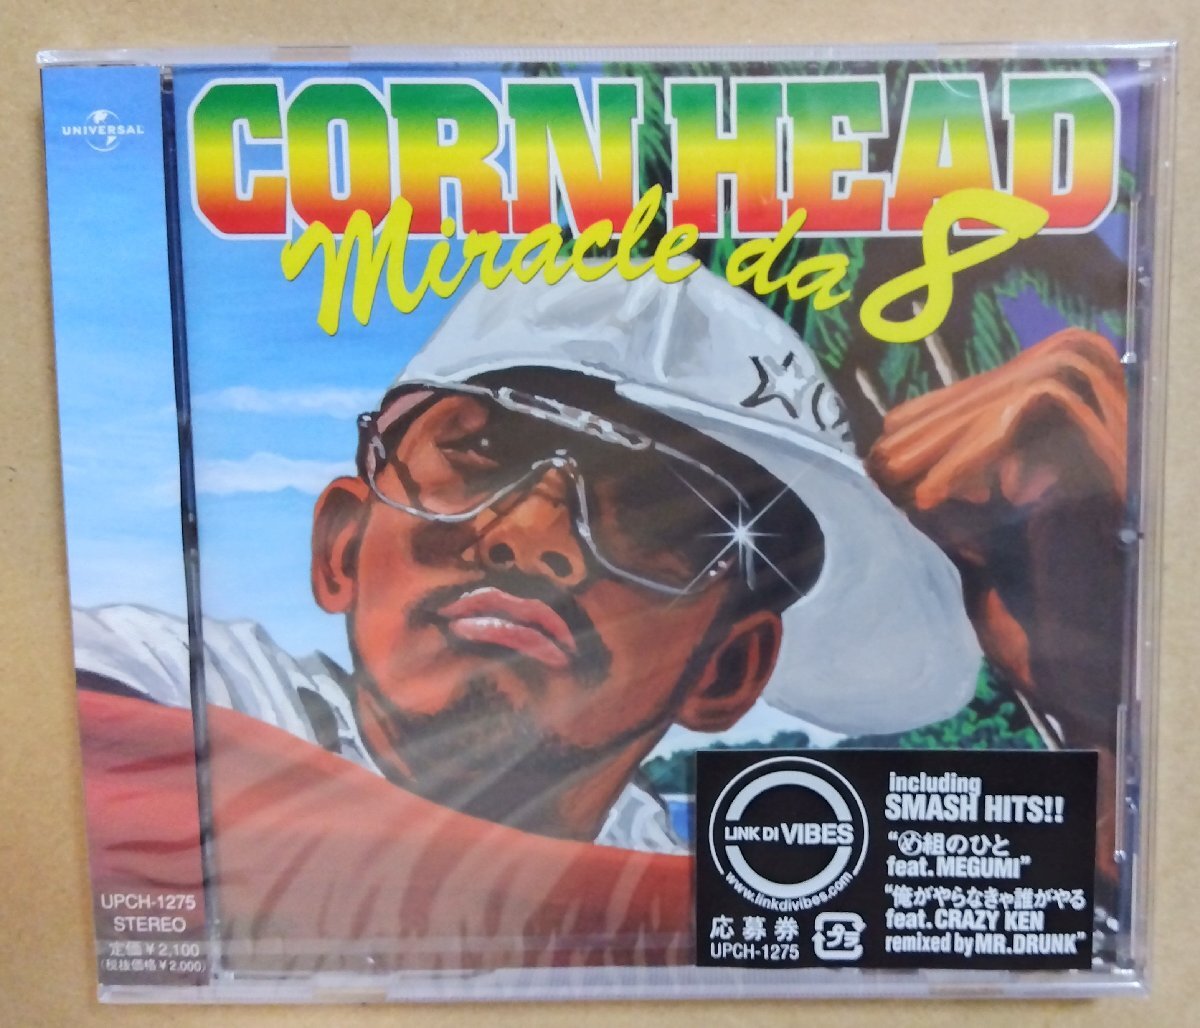 UNIVERSAL
CORN HEAD
Miracle da 8
UPCH-1275
STEREO
定価¥2,100
(税抜価格¥2,000)
LINK DI VIBES
www.linkdivibes.com
応募券
UPCH-1275
プラ
including
SMASH HITS!!
"め組のひと
feat. MEGUMI"
"俺がやらなきゃ誰がやる
feat. CRAZY KEN
remixed by MR. DRUNK"